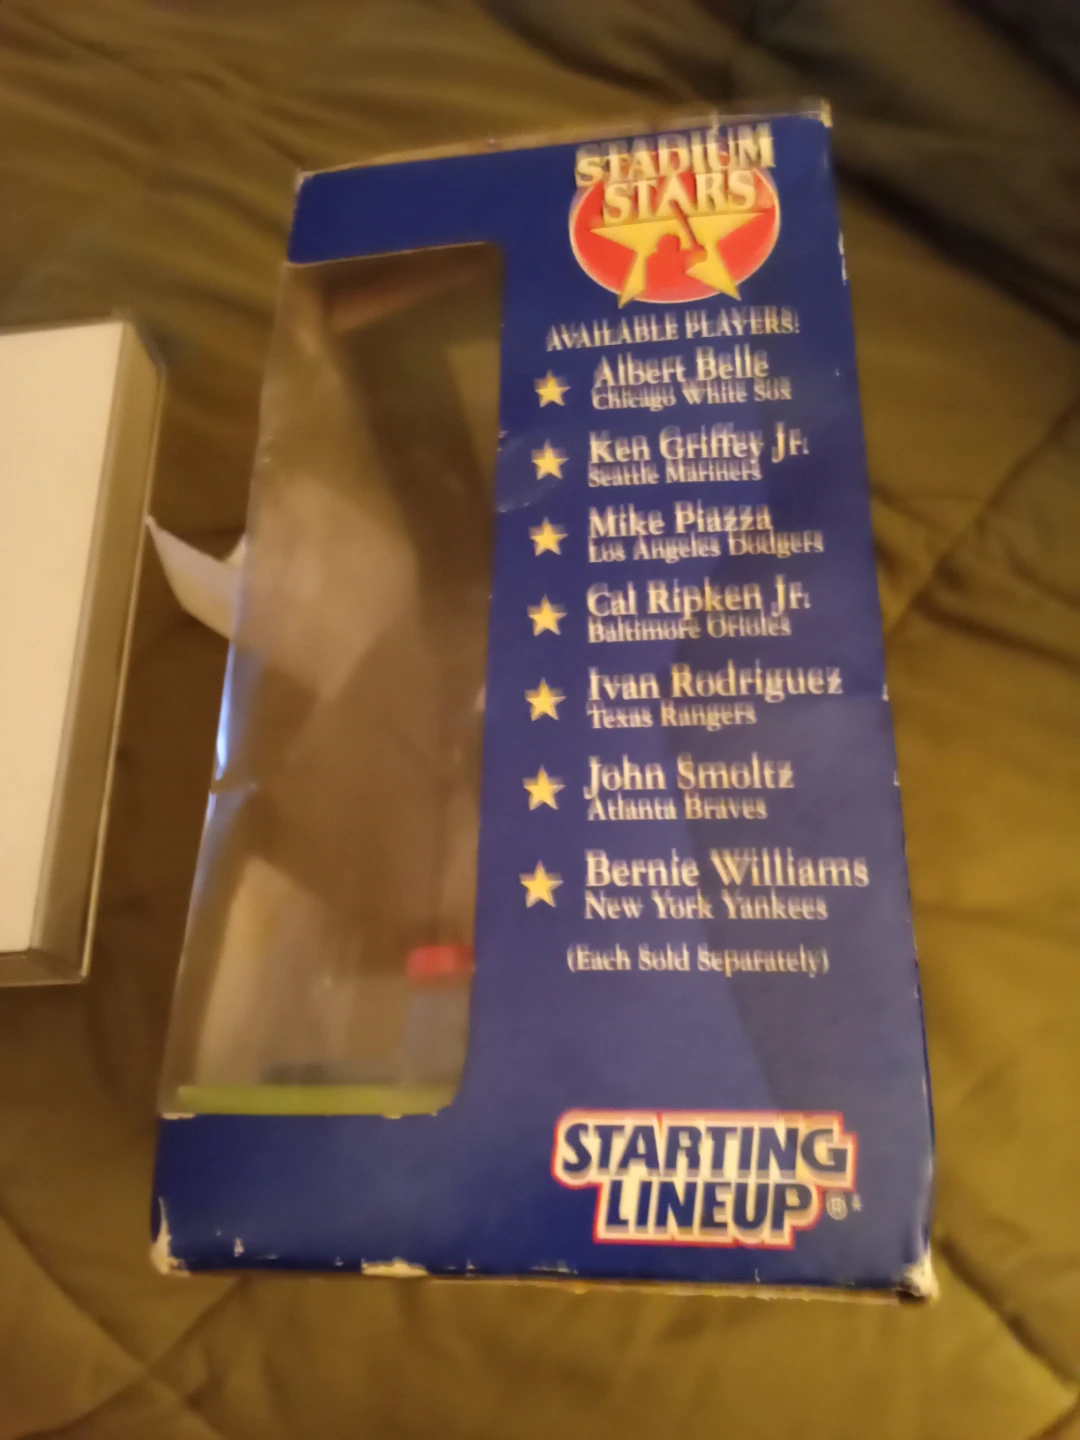 STADIUM
STARS
AVAILABLE PLAYERS:
Albert Belle
Chicago White Sox
Ken Griffey Jr.
Seattle Mariners
Mike Piazza
Los Angeles Dodgers
Cal Ripken Jr.
Baltimore Orioles
Ivan Rodriguez
Texas Rangers
John Smoltz
Atlanta Braves
Bernie Williams
New York Yankees
(Each Sold Separately)
STARTING
LINEUP ®*